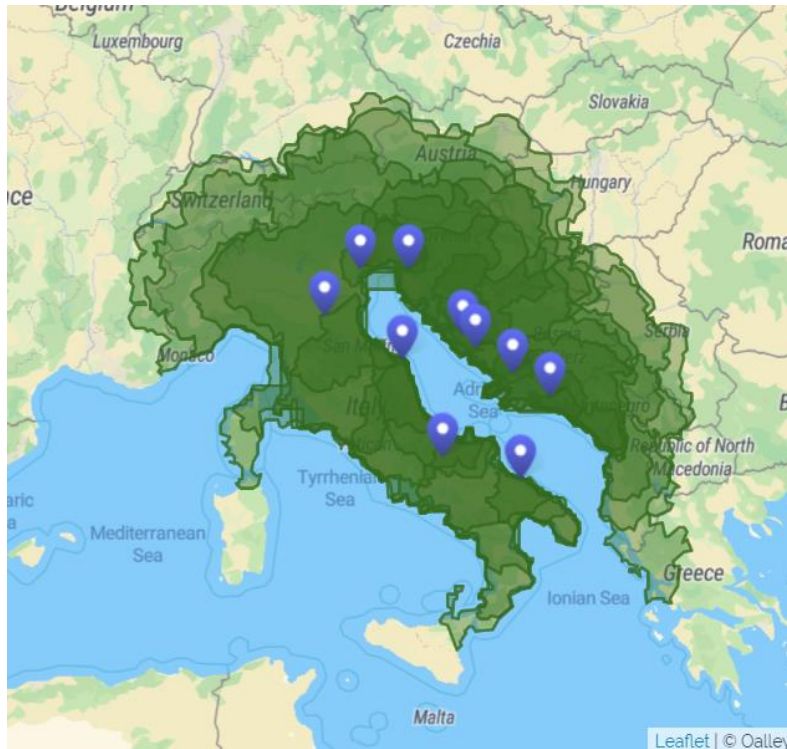 Belgium
Luxembourg
Czechia
Slovakia
Austria
Hungary
Switzerland
Roma
Serbia
San Marino
Monaco
Italy
Adriatic
Sea
Republic of North
Macedonia
Tyrrhenian
Sea
Mediterranean
Sea
Greece
Ionian Sea
Malta
Leaflet | © Oalley